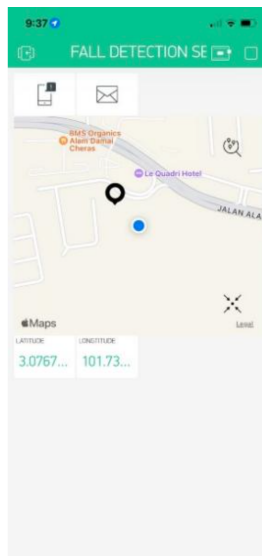 9:37
FALL DETECTION SE
BMS Organics
Alam Damai
Cheras
Le Quadri Hotel
JALAN ALA
Maps
Legal
LATITUDE
LONGITUDE
3.0767...
101.73...